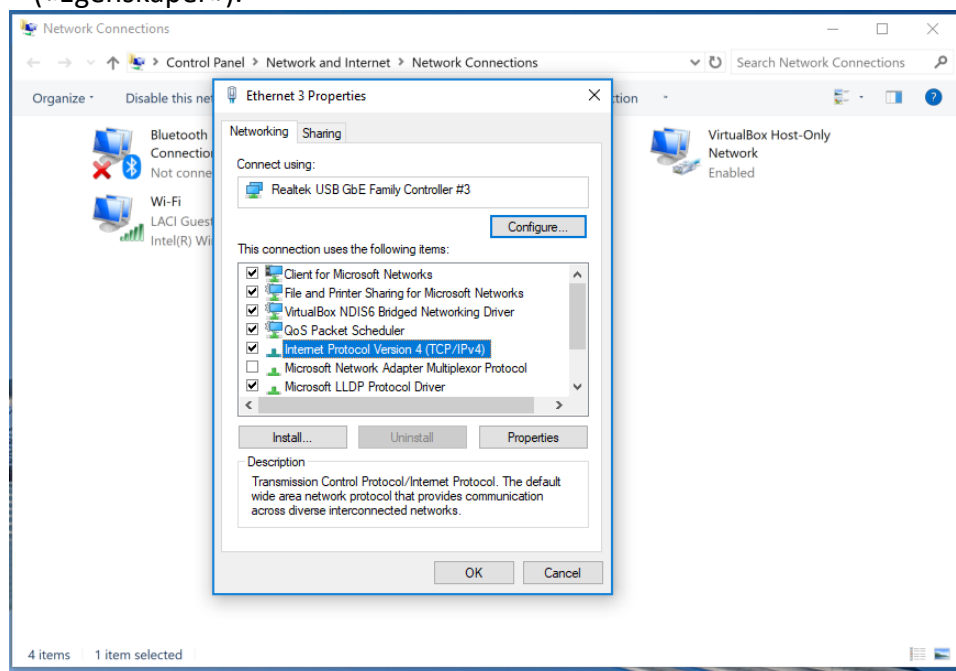 («Egenskaper»).
Network Connections
Control Panel > Network and Internet > Network Connections
Search Network Connections
Organize
Disable this net
ction
Bluetooth
Connection
Not conne
Wi-Fi
LACI Guest
Intel(R) Wi
VirtualBox Host-Only
Network
Enabled
Ethernet 3 Properties
Networking
Sharing
Connect using:
Realtek USB GbE Family Controller #3
Configure...
This connection uses the following items:
Client for Microsoft Networks
File and Printer Sharing for Microsoft Networks
VirtualBox NDIS6 Bridged Networking Driver
QoS Packet Scheduler
Internet Protocol Version 4 (TCP/IPv4)
Microsoft Network Adapter Multiplexor Protocol
Microsoft LLDP Protocol Driver
Install...
Uninstall
Properties
Description
Transmission Control Protocol/Internet Protocol. The default
wide area network protocol that provides communication
across diverse interconnected networks.
OK
Cancel
4 items
1 item selected